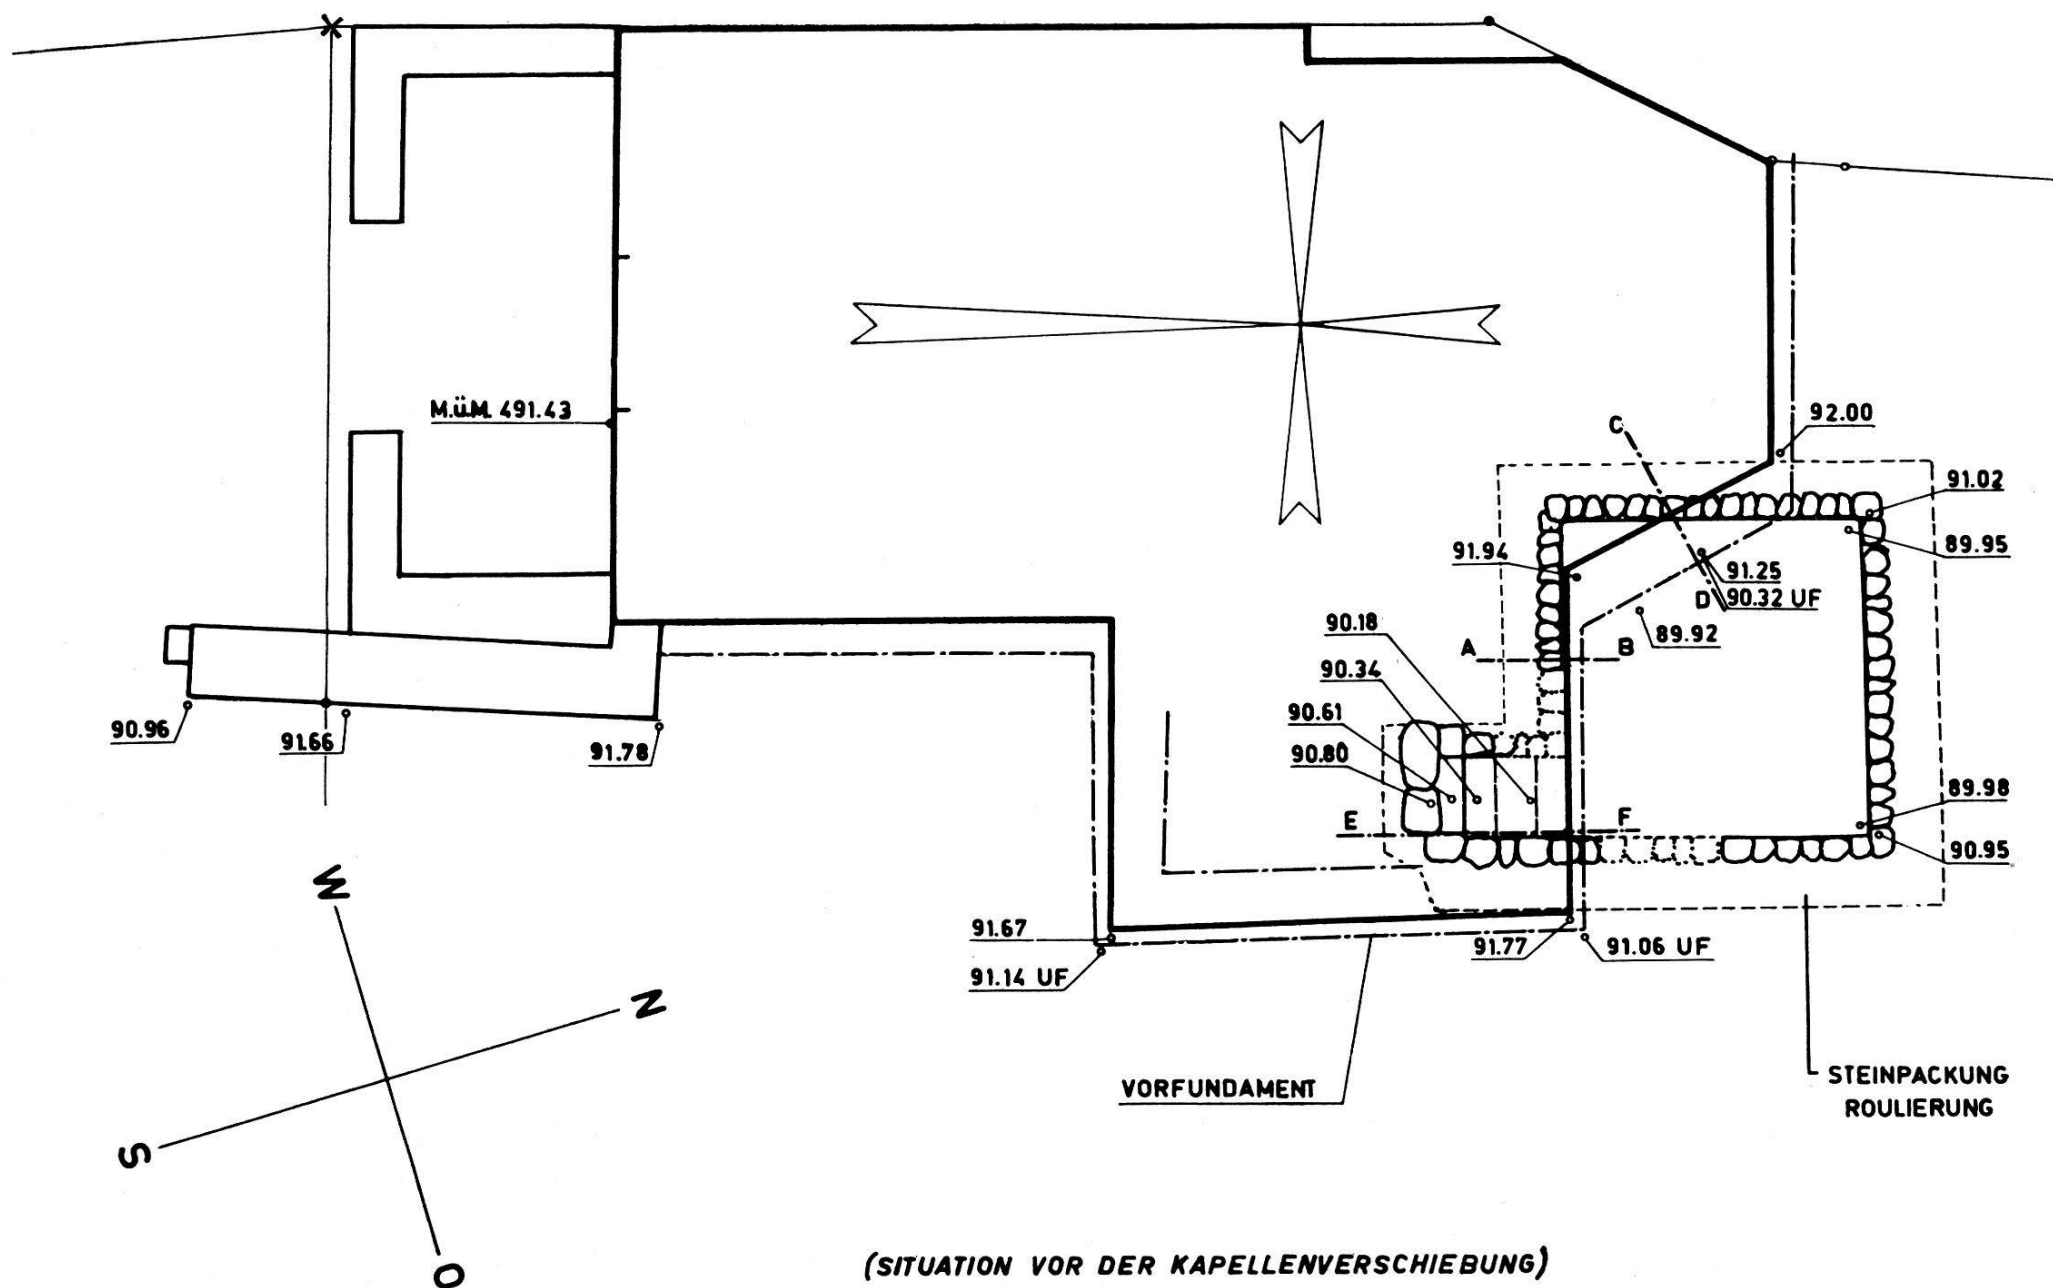 M.ü.M. 491.43
92.00
C
91.02
91.94
89.95
91.25
D
90.32 UF
90.18
89.92
A
B
90.34
90.61
90.96
91.66
91.78
90.80
89.98
E
F
90.95
W
91.67
91.77
91.06 UF
91.14 UF
N
VORFUNDAMENT
STEINPACKUNG
ROULIERUNG
S
O
(SITUATION VOR DER KAPELLENVERSCHIEBUNG)